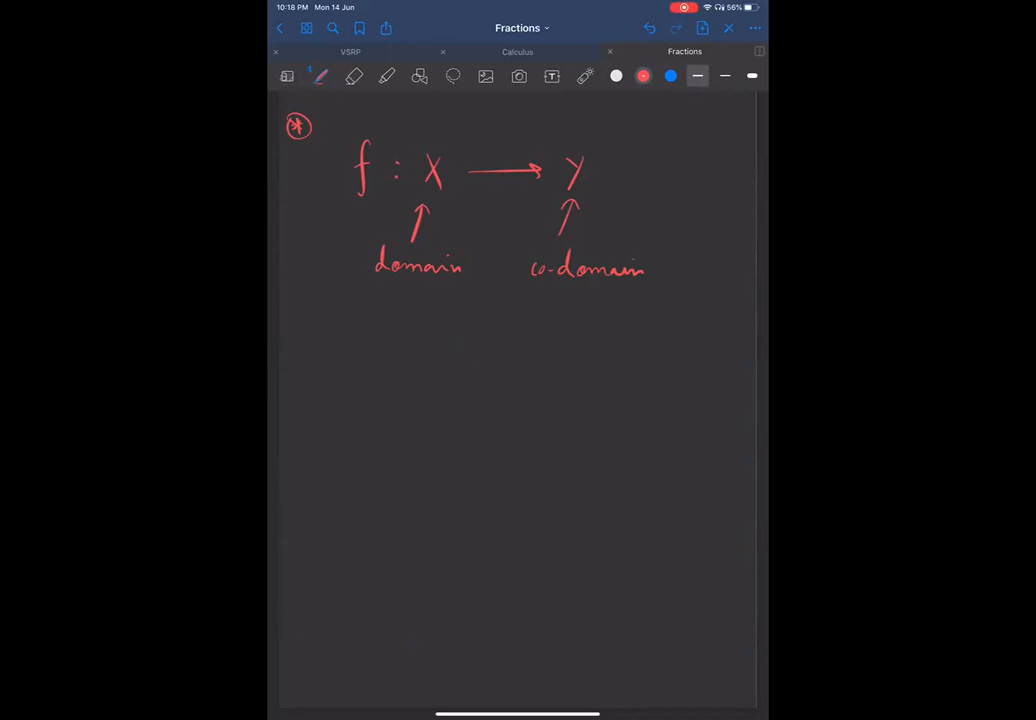 10:18 PM Mon 14 Jun 56%
Fractions
VSRP Calculus Fractions
*
f : X → Y
domain co-domain